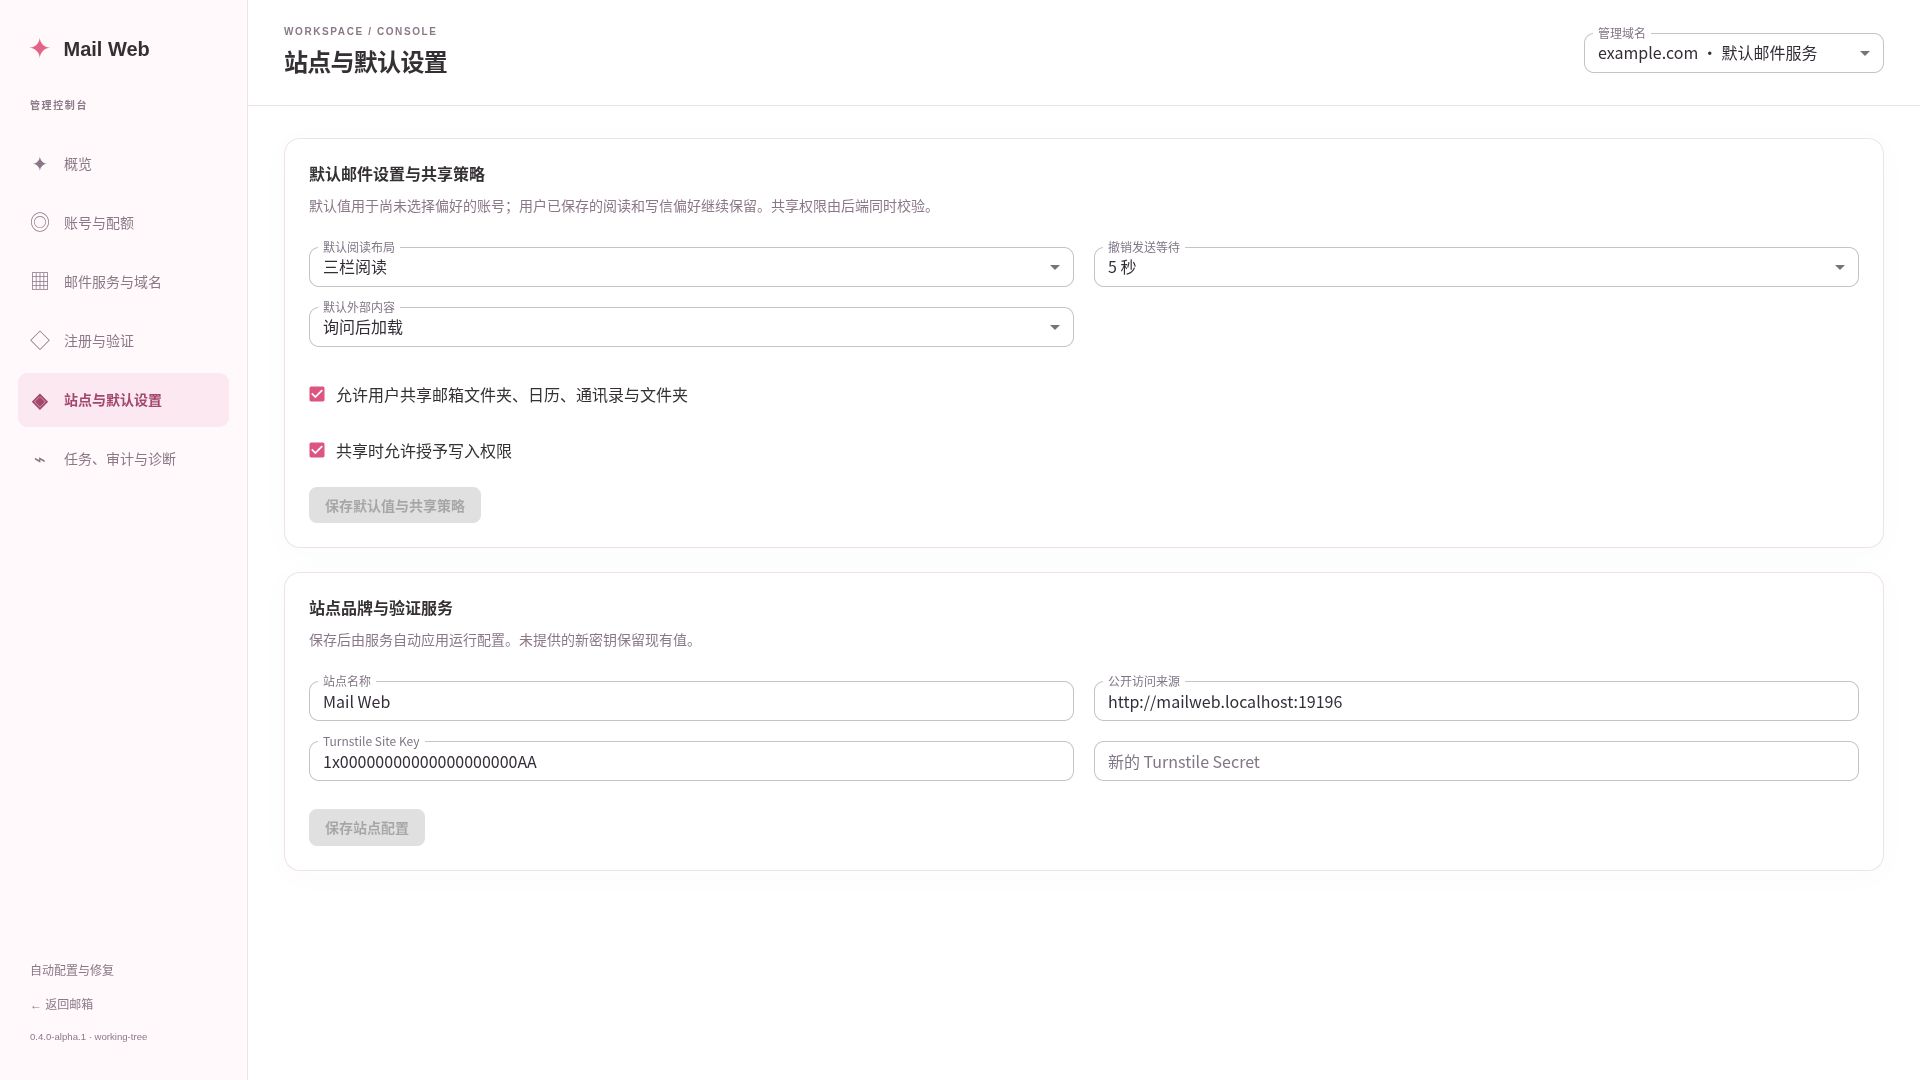 Mail Web
管理控制台
概览
账号与配额
邮件服务与域名
注册与验证
站点与默认设置
任务、审计与诊断
自动配置与修复
← 返回邮箱
0.4.0-alpha.1 · working-tree
WORKSPACE / CONSOLE
站点与默认设置
管理域名
example.com · 默认邮件服务
默认邮件设置与共享策略
默认值用于尚未选择偏好的账号；用户已保存的阅读和写信偏好继续保留。共享权限由后端同时校验。
默认阅读布局
三栏阅读
撤销发送等待
5 秒
默认外部内容
询问后加载
允许用户共享邮箱文件夹、日历、通讯录与文件夹
共享时允许授予写入权限
保存默认值与共享策略
站点品牌与验证服务
保存后由服务自动应用运行配置。未提供的新密钥保留现有值。
站点名称
Mail Web
公开访问来源
http://mailweb.localhost:19196
Turnstile Site Key
1x00000000000000000000AA
新的 Turnstile Secret
保存站点配置